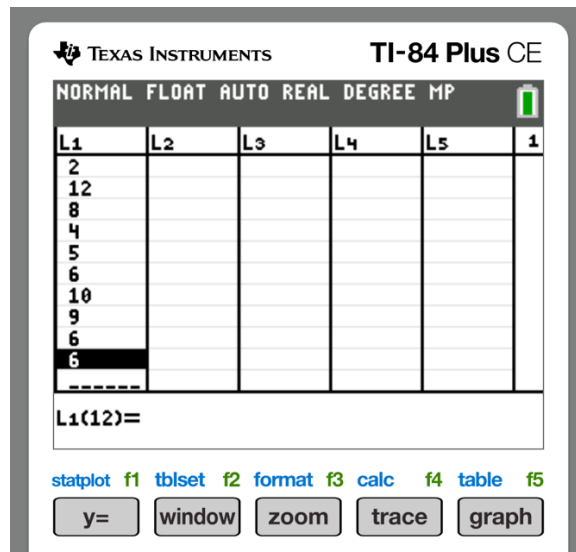 TEXAS INSTRUMENTS TI-84 Plus CE
NORMAL FLOAT AUTO REAL DEGREE MP
L1 L2 L3 L4 L5 1
2
12
8
4
5
6
10
9
6
6
------
L1(12)=
statplot f1 tblset f2 format f3 calc f4 table f5
y= window zoom trace graph